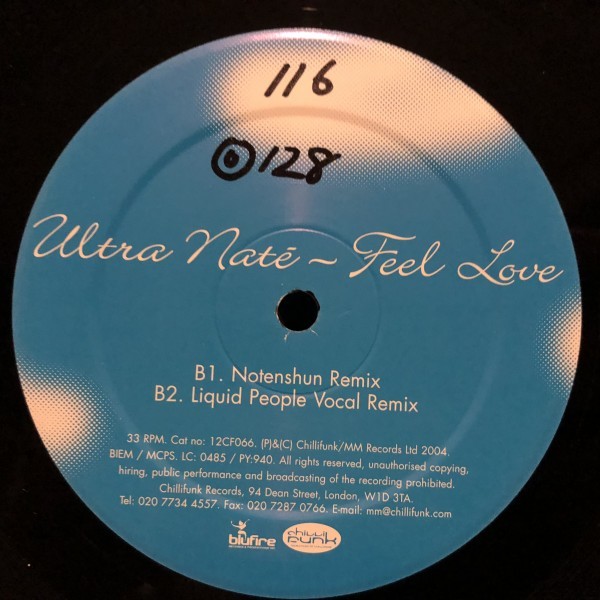 116
128
Ultra Naté ~ Feel Love
B1. Notenshun Remix
B2. Liquid People Vocal Remix
33 RPM. Cat no: 12CF066. (P)&(C) Chillifunk/MM Records Ltd 2004.
BIEM / MCPS. LC: 0485 / PY:940. All rights reserved, unauthorised copying,
hiring, public performance and broadcasting of the recording prohibited.
Chillifunk Records, 94 Dean Street, London, W1D 3TA.
Tel: 020 7734 4557. Fax: 020 7287 0766. E-mail: mm@chillifunk.com
blufire
chilli funk